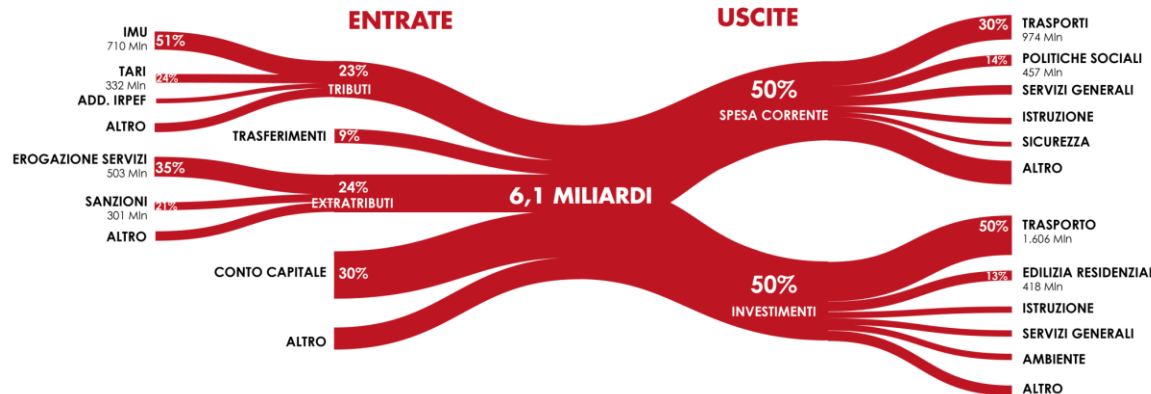 ENTRATE
IMU
710 Mln
51%
TARI
332 Mln
24%
ADD. IRPEF
ALTRO
23%
TRIBUTI
TRASFERIMENTI
9%
EROGAZIONE SERVIZI
503 Mln
35%
SANZIONI
301 Mln
21%
ALTRO
24%
EXTRATRIBUTI
CONTO CAPITALE
30%
ALTRO
6,1 MILIARDI
USCITE
50%
SPESA CORRENTE
30%
TRASPORTI
974 Mln
14%
POLITICHE SOCIALI
457 Mln
SERVIZI GENERALI
ISTRUZIONE
SICUREZZA
ALTRO
50%
INVESTIMENTI
50%
TRASPORTO
1.606 Mln
13%
EDILIZIA RESIDENZIAL
418 Mln
ISTRUZIONE
SERVIZI GENERALI
AMBIENTE
ALTRO